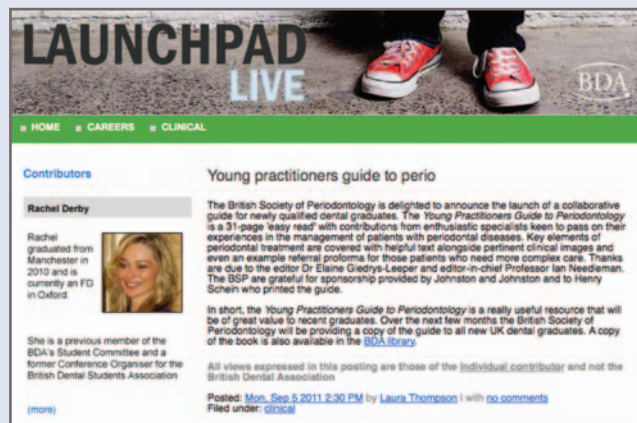 LAUNCHPAD
LIVE
BDA
HOME CAREERS CLINICAL
Contributors
Rachel Derby
Rachel
graduated from
Manchester in
2010 and is
currently an FD
in Oxford.
She is a previous member of the
BDA's Student Committee and a
former Conference Organiser for the
British Dental Students Association
(more)
Young practitioners guide to perio
The British Society of Periodontology is delighted to announce the launch of a collaborative
guide for newly qualified dental graduates. The Young Practitioners Guide to Periodontology
is a 31-page 'easy read' with contributions from enthusiastic specialists keen to pass on their
experiences in the management of patients with periodontal diseases. Key elements of
periodontal treatment are covered with helpful text alongside pertinent clinical images and
even an example referral proforma for those patients who need more complex care. Thanks
are due to the editor Dr Elaine Giedrys-Leeper and editor-in-chief Professor Ian Needleman.
The BSP are grateful for sponsorship provided by Johnston and Johnston and to Henry
Schein who printed the guide.
In short, the Young Practitioners Guide to Periodontology is a really useful resource that will
be of great value to recent graduates. Over the next few months the British Society of
Periodontology will be providing a copy of the guide to all new UK dental graduates. A copy
of the book is also available in the BDA library.
All views expressed in this posting are those of the individual contributor and not the
British Dental Association
Posted: Mon, Sep 5 2011 2:30 PM by Laura Thompson | with no comments
Filed under: clinical